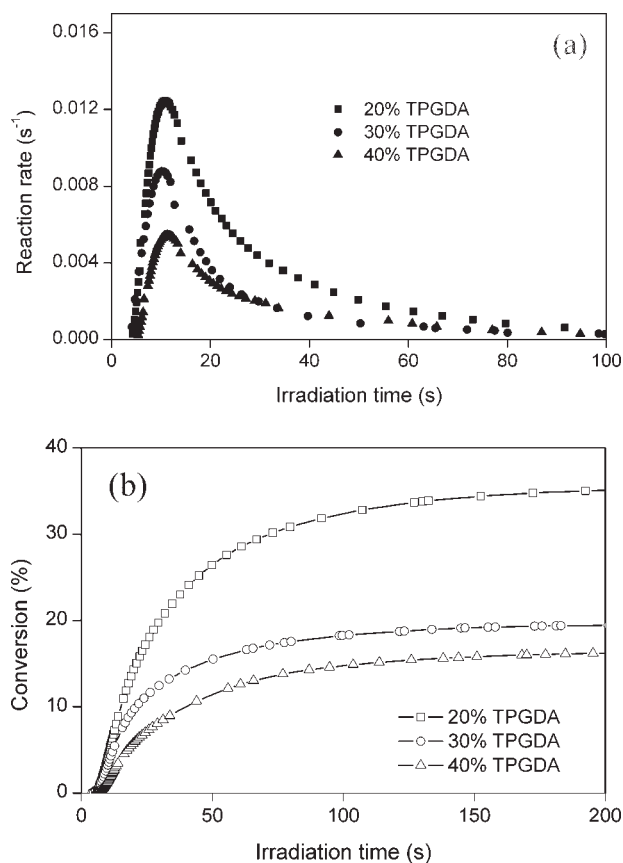 (a)
0.016
0.012
0.008
0.004
0.000
Reaction rate (s⁻¹)
20% TPGDA
30% TPGDA
40% TPGDA
0 20 40 60 80 100
Irradiation time (s)
(b)
40
30
20
10
0
Conversion (%)
20% TPGDA
30% TPGDA
40% TPGDA
0 50 100 150 200
Irradiation time (s)